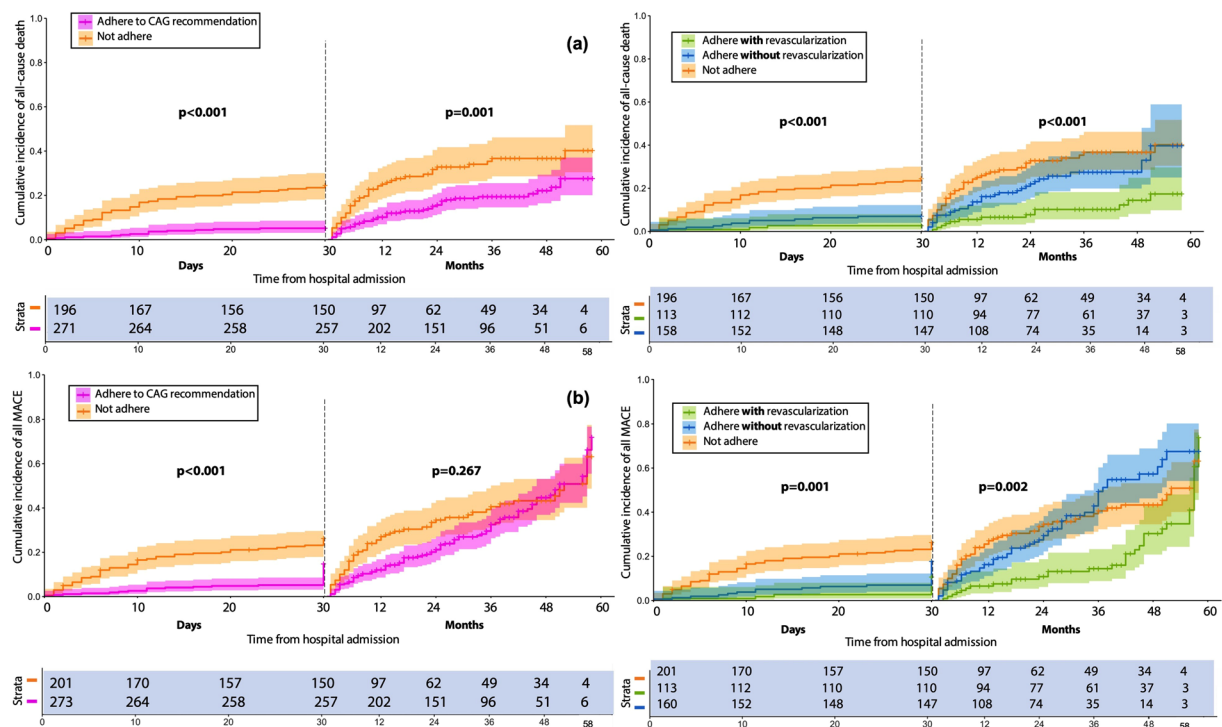 Adhere to CAG recommendation
Not adhere
(a)
Cumulative incidence of all-cause death
1.0
0.8
0.6
0.4
0.2
0.0
p<0.001
p=0.001
0 10 20 30 12 24 36 48 60
Days Months
Time from hospital admission
Strata
196 167 156 150 97 62 49 34 4
271 264 258 257 202 151 96 51 6
0 10 20 30 12 24 36 48 58
Adhere with revascularization
Adhere without revascularization
Not adhere
Cumulative incidence of all-cause death
1.0
0.8
0.6
0.4
0.2
0.0
p<0.001
p<0.001
0 10 20 30 12 24 36 48 60
Days Months
Time from hospital admission
Strata
196 167 156 150 97 62 49 34 4
113 112 110 110 94 77 61 37 3
158 152 148 147 108 74 35 14 3
0 10 20 30 12 24 36 48 58
Adhere to CAG recommendation
Not adhere
(b)
Cumulative incidence of all MACE
1.0
0.8
0.6
0.4
0.2
0.0
p<0.001
p=0.267
0 10 20 30 12 24 36 48 60
Days Months
Time from hospital admission
Strata
201 170 157 150 97 62 49 34 4
273 264 258 257 202 151 96 51 6
0 10 20 30 12 24 36 48 58
Adhere with revascularization
Adhere without revascularization
Not adhere
Cumulative incidence of all MACE
1.0
0.8
0.6
0.4
0.2
0.0
p=0.001
p=0.002
0 10 20 30 12 24 36 48 60
Days Months
Time from hospital admission
Strata
201 170 157 150 97 62 49 34 4
113 112 110 110 94 77 61 37 3
160 152 148 147 108 74 35 14 3
0 10 20 30 12 24 36 48 58